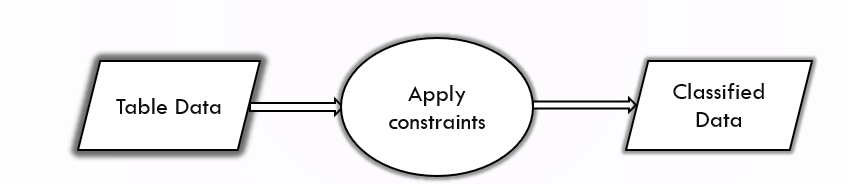 Table Data
Apply
constraints
Classified
Data